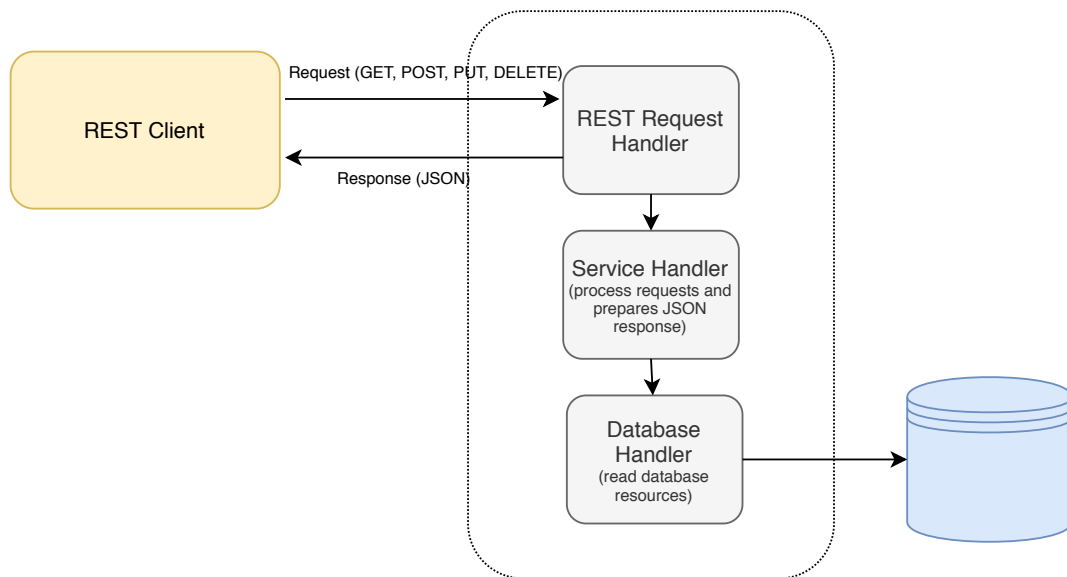 Request (GET, POST, PUT, DELETE)
REST Client
REST Request
Handler
Response (JSON)
Service Handler
(process requests and
prepares JSON
response)
Database
Handler
(read database
resources)